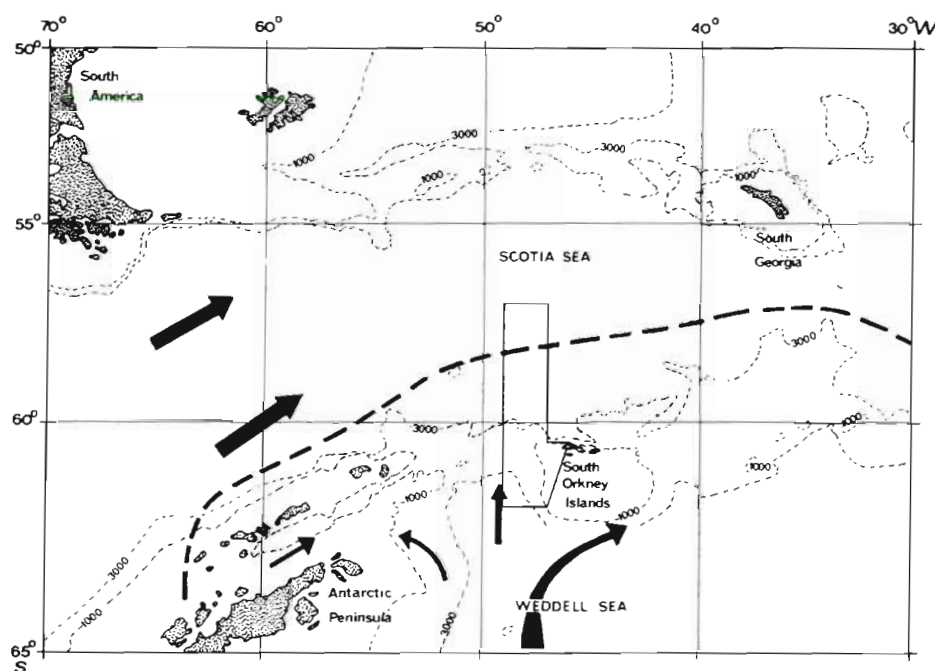 70° 60° 50° 40° 30°W
50°
South
America
3000
1000
3000
1000
1000
55°
SCOTIA SEA
South
Georgia
3000
60°
3000
1000
1000
South
Orkney
Islands
1000
1000
3000
1000
Antarctic
Peninsula
WEDDELL SEA
3000
65°
S